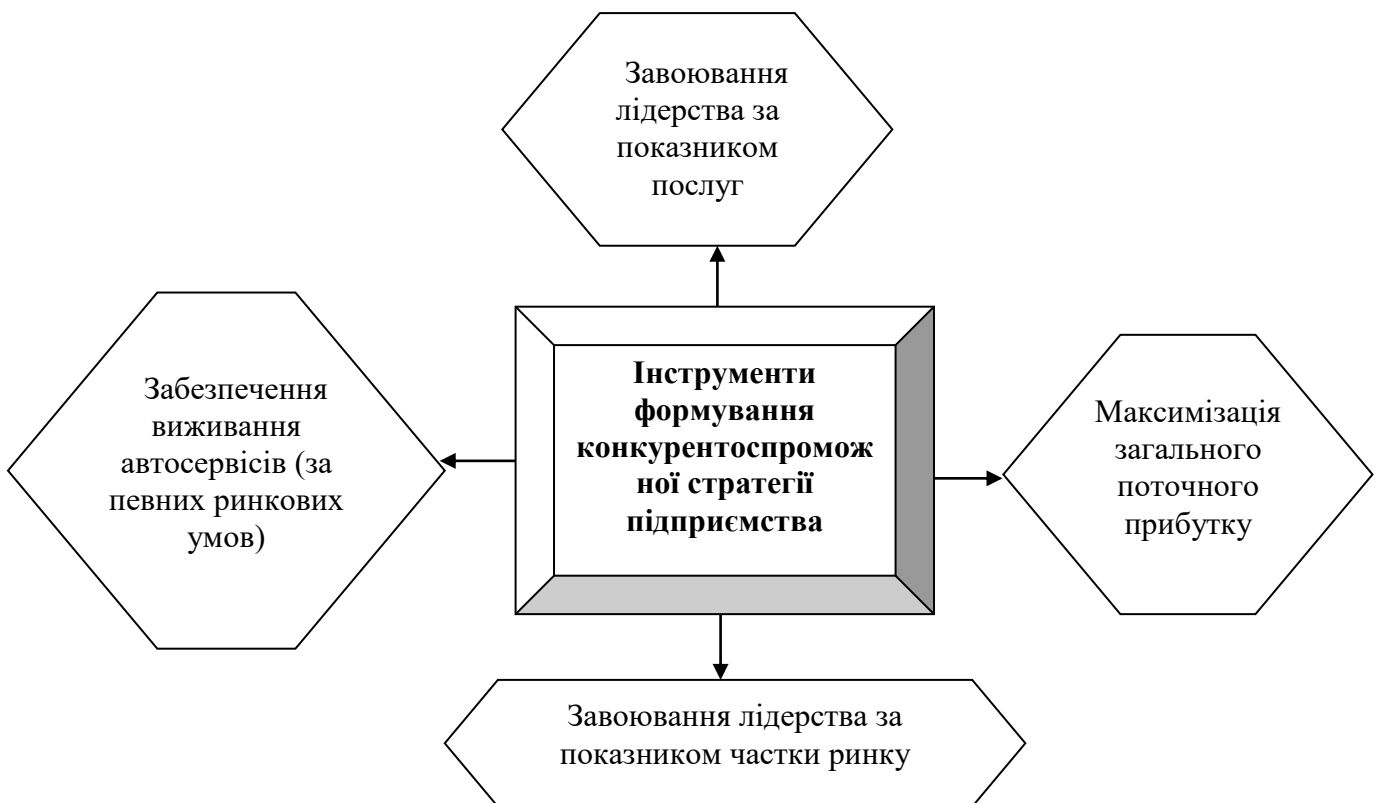 Завоювання
лідерства за
показником
послуг
Забезпечення
виживання
автосервісів (за
певних ринкових
умов)
Інструменти
формування
конкурентоспромож
ної стратегії
підприємства
Максимізація
загального
поточного
прибутку
Завоювання лідерства за
показником частки ринку